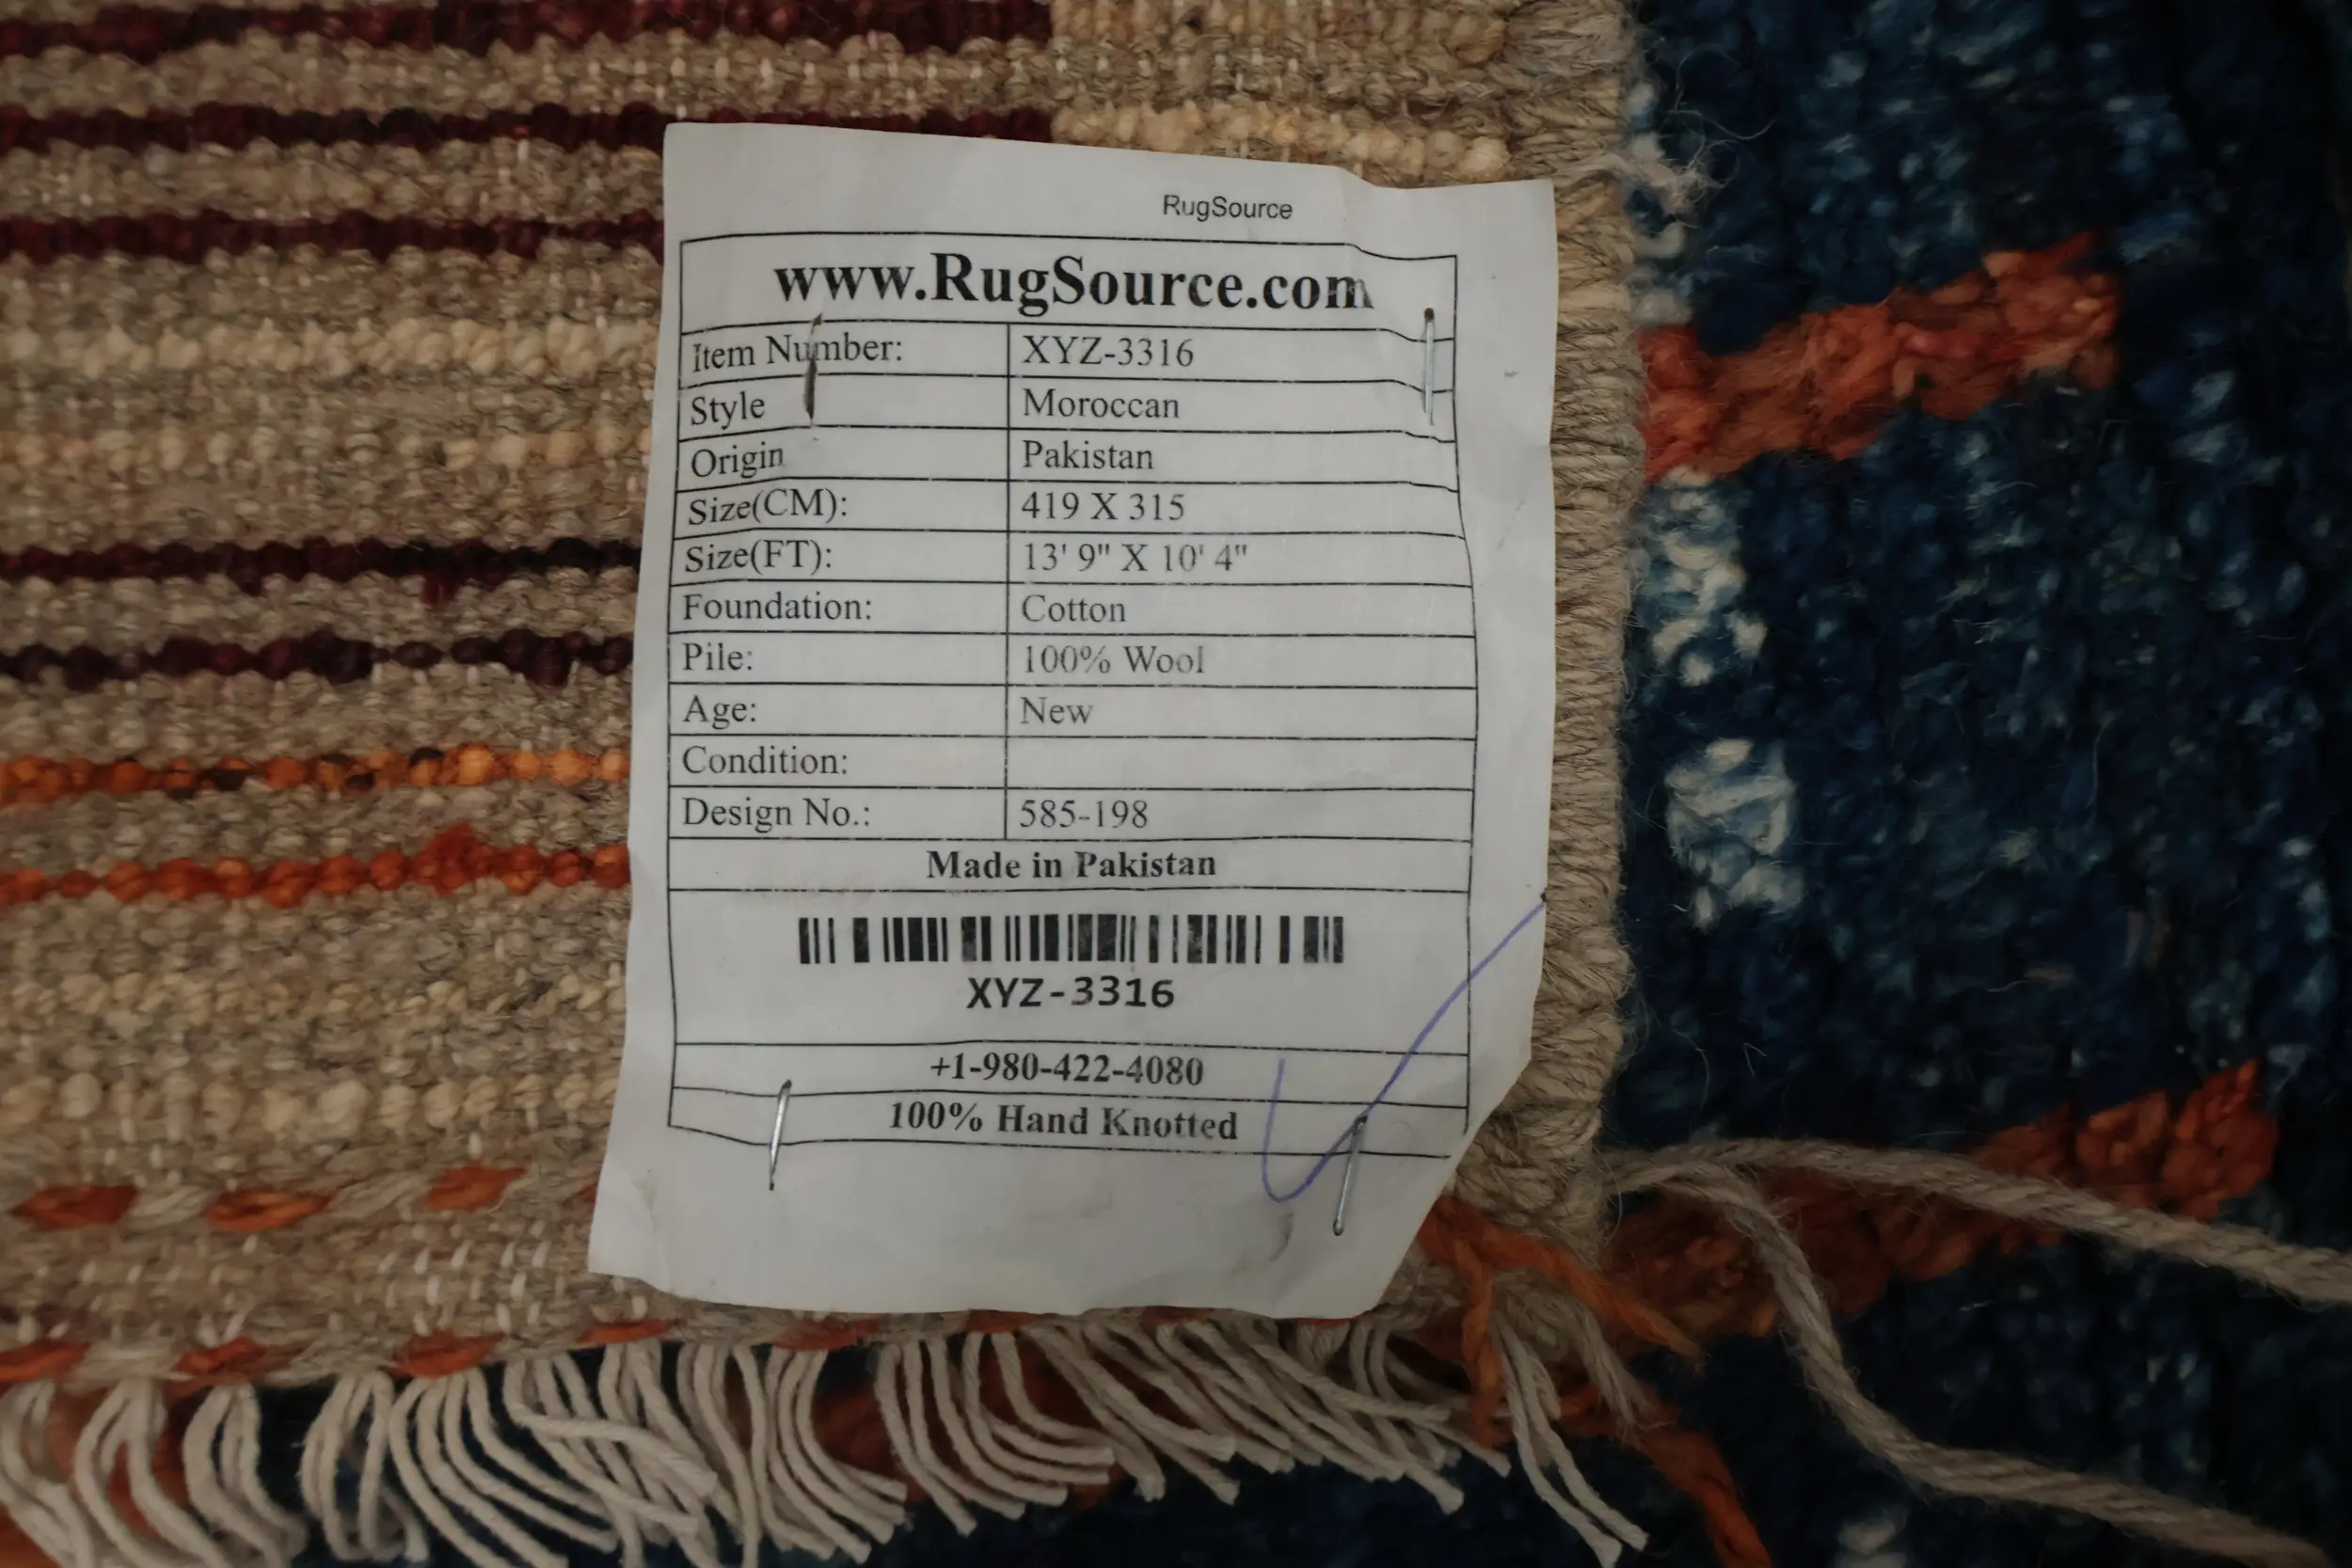 RugSource
www.RugSource.com
Item Number: XYZ-3316
Style Moroccan
Origin Pakistan
Size(CM): 419 X 315
Size(FT): 13' 9" X 10' 4"
Foundation: Cotton
Pile: 100% Wool
Age: New
Condition:
Design No.: 585-198
Made in Pakistan
XYZ-3316
+1-980-422-4080
100% Hand Knotted